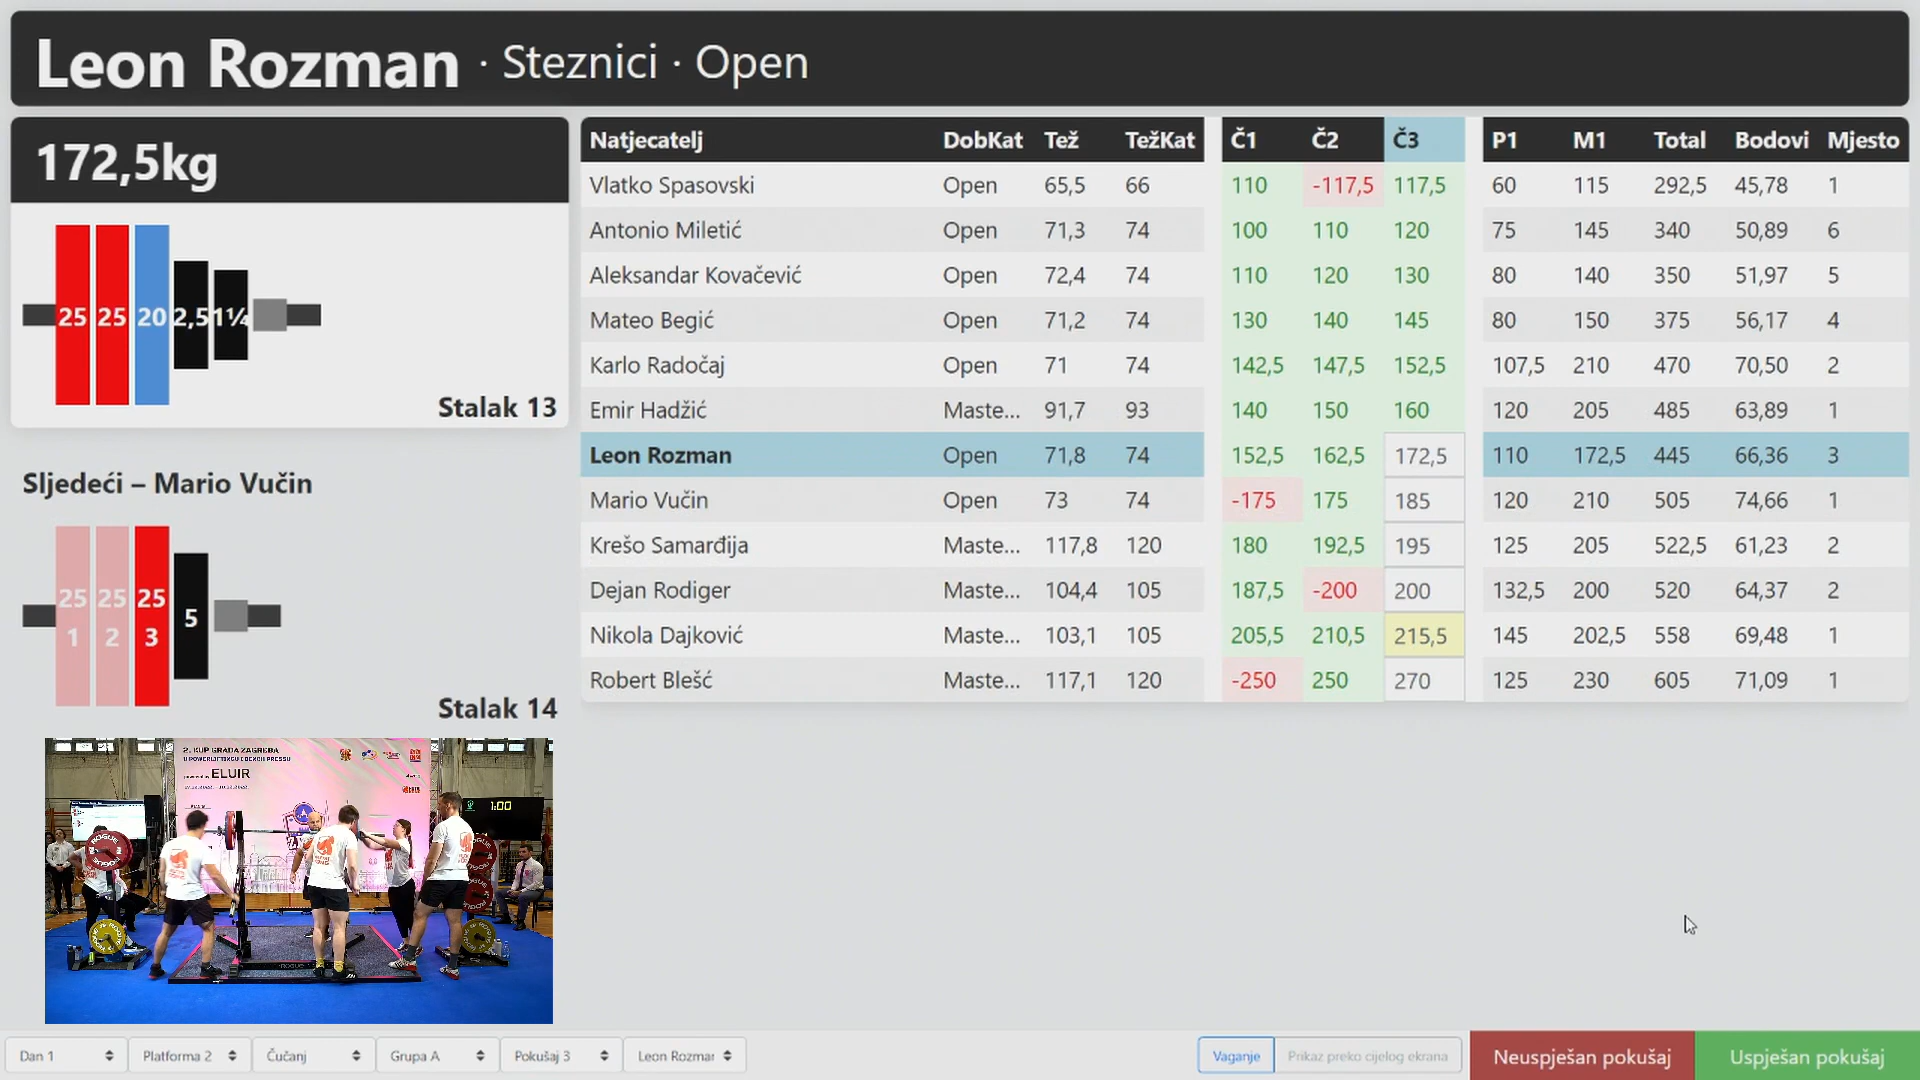 Leon Rozman · Steznici · Open
172,5kg
25 25 20 2,5 1¼
Stalak 13
Sljedeći – Mario Vučin
25 25 25 5
1 2 3
Stalak 14
Natjecatelj DobKat Tež TežKat Č1 Č2 Č3 P1 M1 Total Bodovi Mjesto
Vlatko Spasovski Open 65,5 66 110 -117,5 117,5 60 115 292,5 45,78 1
Antonio Miletić Open 71,3 74 100 110 120 75 145 340 50,89 6
Aleksandar Kovačević Open 72,4 74 110 120 130 80 140 350 51,97 5
Mateo Begić Open 71,2 74 130 140 145 80 150 375 56,17 4
Karlo Radočaj Open 71 74 142,5 147,5 152,5 107,5 210 470 70,50 2
Emir Hadžić Maste... 91,7 93 140 150 160 120 205 485 63,89 1
Leon Rozman Open 71,8 74 152,5 162,5 172,5 110 172,5 445 66,36 3
Mario Vučin Open 73 74 -175 175 185 120 210 505 74,66 1
Krešo Samarđija Maste... 117,8 120 180 192,5 195 125 205 522,5 61,23 2
Dejan Rodiger Maste... 104,4 105 187,5 -200 200 132,5 200 520 64,37 2
Nikola Dajković Maste... 103,1 105 205,5 210,5 215,5 145 202,5 558 69,48 1
Robert Blešć Maste... 117,1 120 -250 250 270 125 230 605 71,09 1
2. KUP GRADA ZAGREBA
U POWERLIFTINGU I BENCH PRESSU
powered by ELUIR
1:00
ROGUE
Dan 1 Platforma 2 Čučanj Grupa A Pokušaj 3 Leon Rozmar
Vaganje Prikaz preko cijelog ekrana Neuspješan pokušaj Uspješan pokušaj